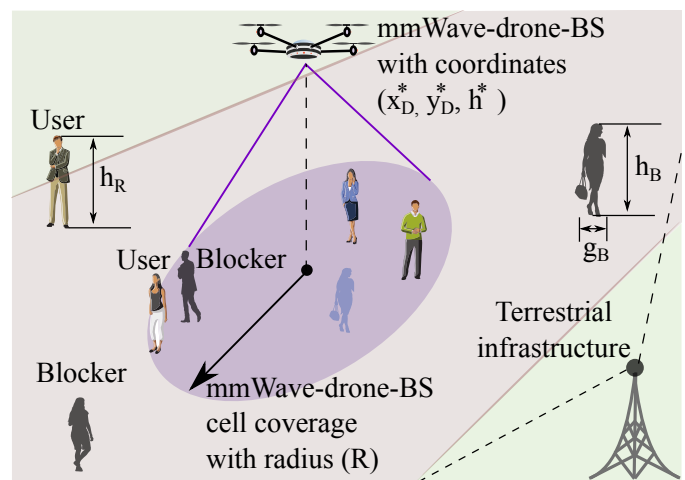 mmWave-drone-BS
with coordinates
(x*D, y*D, h* )
User
hR
hB
gB
User
Blocker
Terrestrial
infrastructure
Blocker
mmWave-drone-BS
cell coverage
with radius (R)